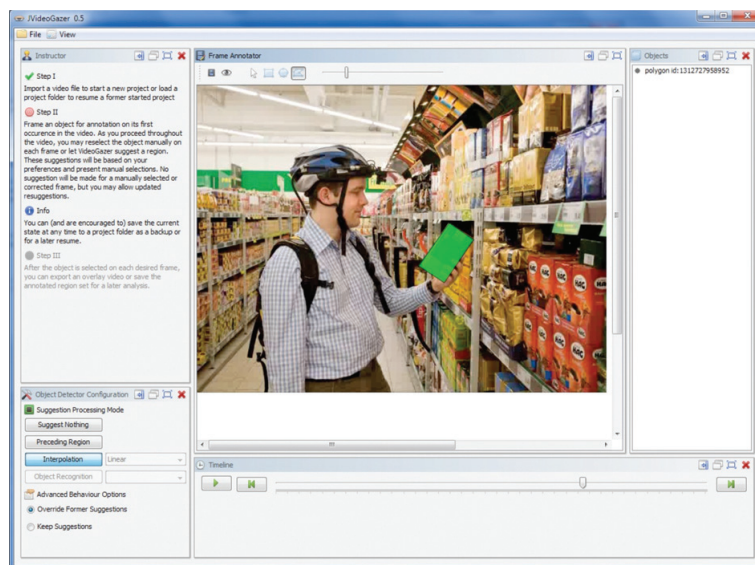 JVideoGazer 0.5
File View
Instructor
Step I
Import a video file to start a new project or load a
project folder to resume a former started project
Step II
Frame an object for annotation on its first
occurence in the video. As you proceed throughout
the video, you may reselect the object manually on
each frame or let VideoGazer suggest a region.
These suggestions will be based on your
preferences and present manual selections. No
suggestion will be made for a manually selected or
corrected frame, but you may allow updated
resuggestions.
Info
You can (and are encouraged to) save the current
state at any time to a project folder as a backup or
for a later resume.
Step III
After the object is selected on each desired frame,
you can export an overlay video or save the
annotated region set for a later analysis.
Object Detector Configuration
Suggestion Processing Mode
Suggest Nothing
Preceding Region
Interpolation Linear
Object Recognition
Advanced Behaviour Options
Override Former Suggestions
Keep Suggestions
Frame Annotator
HAG
HAG
HAG
Timeline
Objects
polygon id:1312727958952